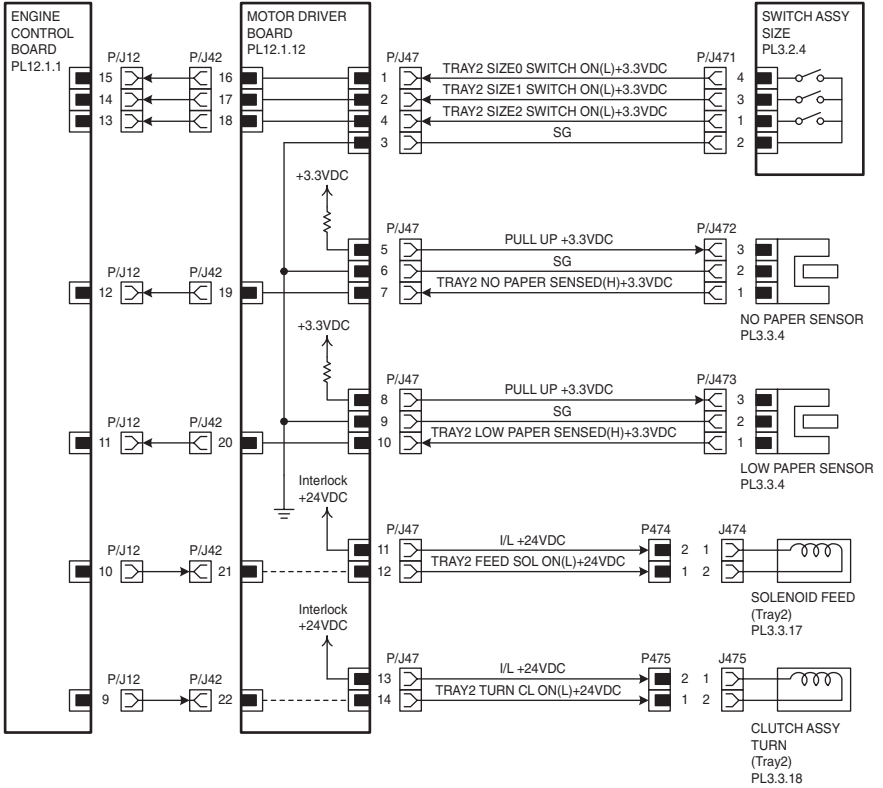 ENGINE
CONTROL
BOARD
PL12.1.1
MOTOR DRIVER
BOARD
PL12.1.12
SWITCH ASSY
SIZE
PL3.2.4
P/J12 P/J42 P/J47 P/J471
15 16 1 TRAY2 SIZE0 SWITCH ON(L)+3.3VDC 4
14 17 2 TRAY2 SIZE1 SWITCH ON(L)+3.3VDC 3
13 18 4 TRAY2 SIZE2 SWITCH ON(L)+3.3VDC 1
3 SG 2
+3.3VDC
P/J47 P/J472
5 PULL UP +3.3VDC 3
6 SG 2
P/J12 P/J42
12 19 7 TRAY2 NO PAPER SENSED(H)+3.3VDC 1
NO PAPER SENSOR
PL3.3.4
+3.3VDC
P/J47 P/J473
8 PULL UP +3.3VDC 3
9 SG 2
P/J12 P/J42
11 20 10 TRAY2 LOW PAPER SENSED(H)+3.3VDC 1
LOW PAPER SENSOR
PL3.3.4
Interlock
+24VDC
P/J47 P474 J474
11 I/L +24VDC 2 1
P/J12 P/J42
10 21 12 TRAY2 FEED SOL ON(L)+24VDC 1 2
SOLENOID FEED
(Tray2)
PL3.3.17
Interlock
+24VDC
P/J47 P475 J475
13 I/L +24VDC 2 1
P/J12 P/J42
9 22 14 TRAY2 TURN CL ON(L)+24VDC 1 2
CLUTCH ASSY
TURN
(Tray2)
PL3.3.18